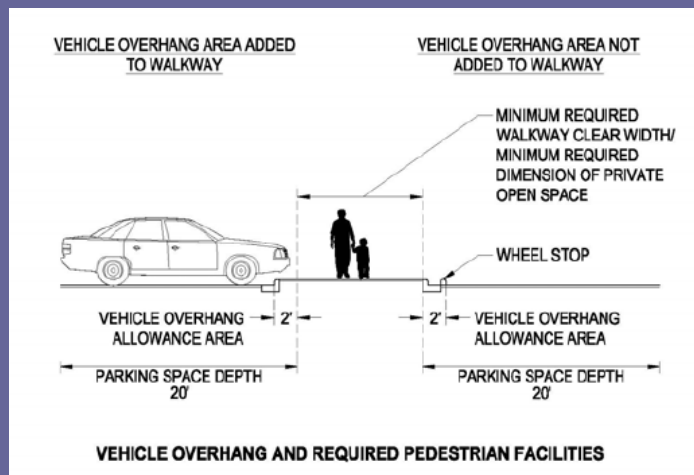 VEHICLE OVERHANG AREA ADDED
TO WALKWAY
VEHICLE OVERHANG AREA NOT
ADDED TO WALKWAY
MINIMUM REQUIRED
WALKWAY CLEAR WIDTH/
MINIMUM REQUIRED
DIMENSION OF PRIVATE
OPEN SPACE
WHEEL STOP
VEHICLE OVERHANG
ALLOWANCE AREA
2'
2'
VEHICLE OVERHANG
ALLOWANCE AREA
PARKING SPACE DEPTH
20'
PARKING SPACE DEPTH
20'
VEHICLE OVERHANG AND REQUIRED PEDESTRIAN FACILITIES